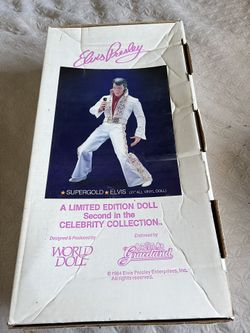 Elvis Presley
★ SUPERGOLD ★ ELVIS (21" ALL VINYL DOLL)
A LIMITED EDITION DOLL
Second in the
CELEBRITY COLLECTION™
Designed & Produced by:
Endorsed by
WORLD
DOLL®
Graceland
© 1984 Elvis Presley Enterprises, Inc.
All rights reserved.